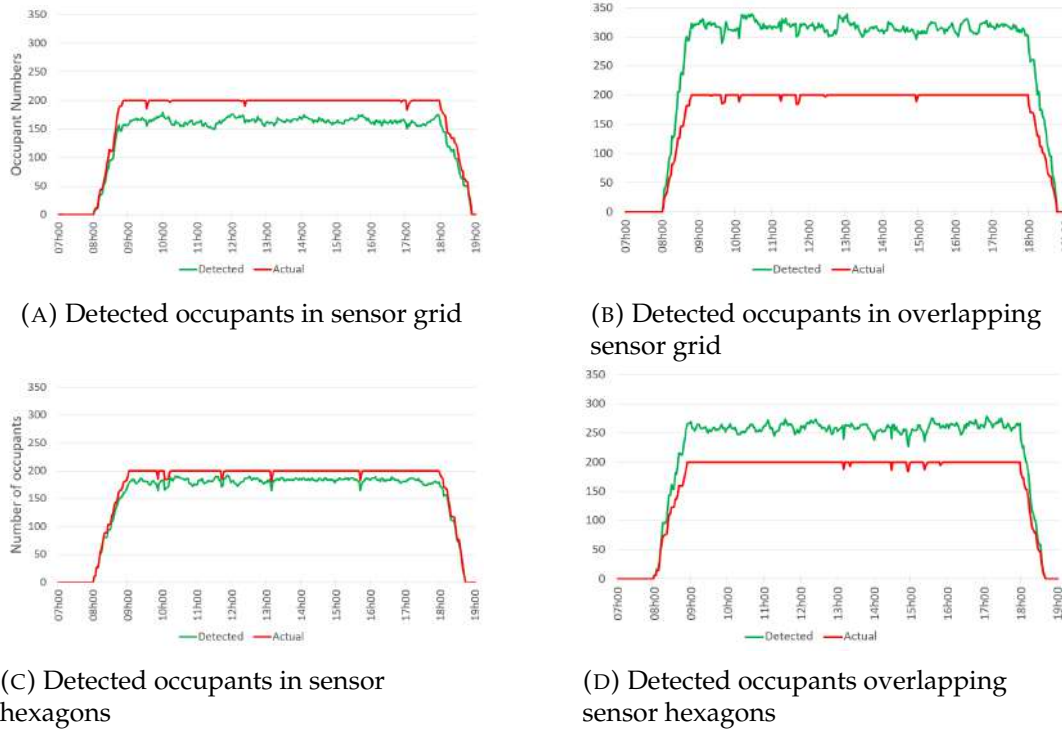 350
300
250
200
150
100
50
0
Occupant Numbers
07h00 08h00 09h00 10h00 11h00 12h00 13h00 14h00 15h00 16h00 17h00 18h00 19h00
Detected Actual
(A) Detected occupants in sensor grid
350
300
250
200
150
100
50
0
07h00 08h00 09h00 10h00 11h00 12h00 13h00 14h00 15h00 16h00 17h00 18h00 19h00
Detected Actual
(B) Detected occupants in overlapping
sensor grid
350
300
250
200
150
100
50
0
Number of occupants
07h00 08h00 09h00 10h00 11h00 12h00 13h00 14h00 15h00 16h00 17h00 18h00 19h00
Detected Actual
(C) Detected occupants in sensor
hexagons
350
300
250
200
150
100
50
0
07h00 08h00 09h00 10h00 11h00 12h00 13h00 14h00 15h00 16h00 17h00 18h00 19h00
Detected Actual
(D) Detected occupants overlapping
sensor hexagons